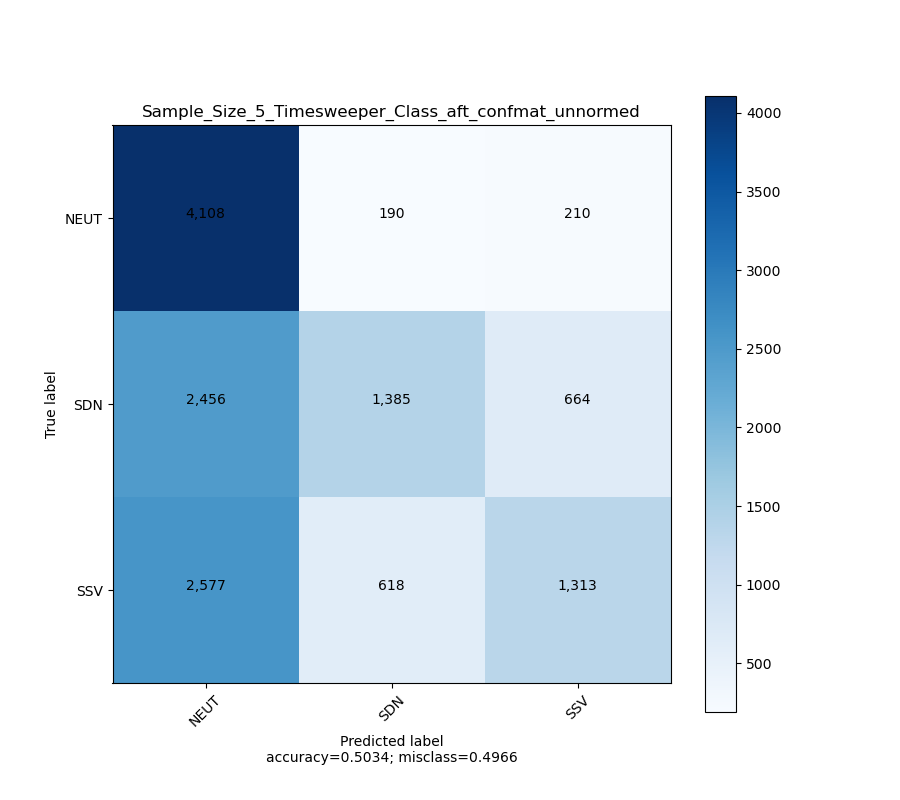 Sample_Size_5_Timesweeper_Class_aft_confmat_unnormed
4000
3500
3000
2500
2000
1500
1000
500
True label
NEUT 4,108 190 210
SDN 2,456 1,385 664
SSV 2,577 618 1,313
NEUT SDN SSV
Predicted label
accuracy=0.5034; misclass=0.4966